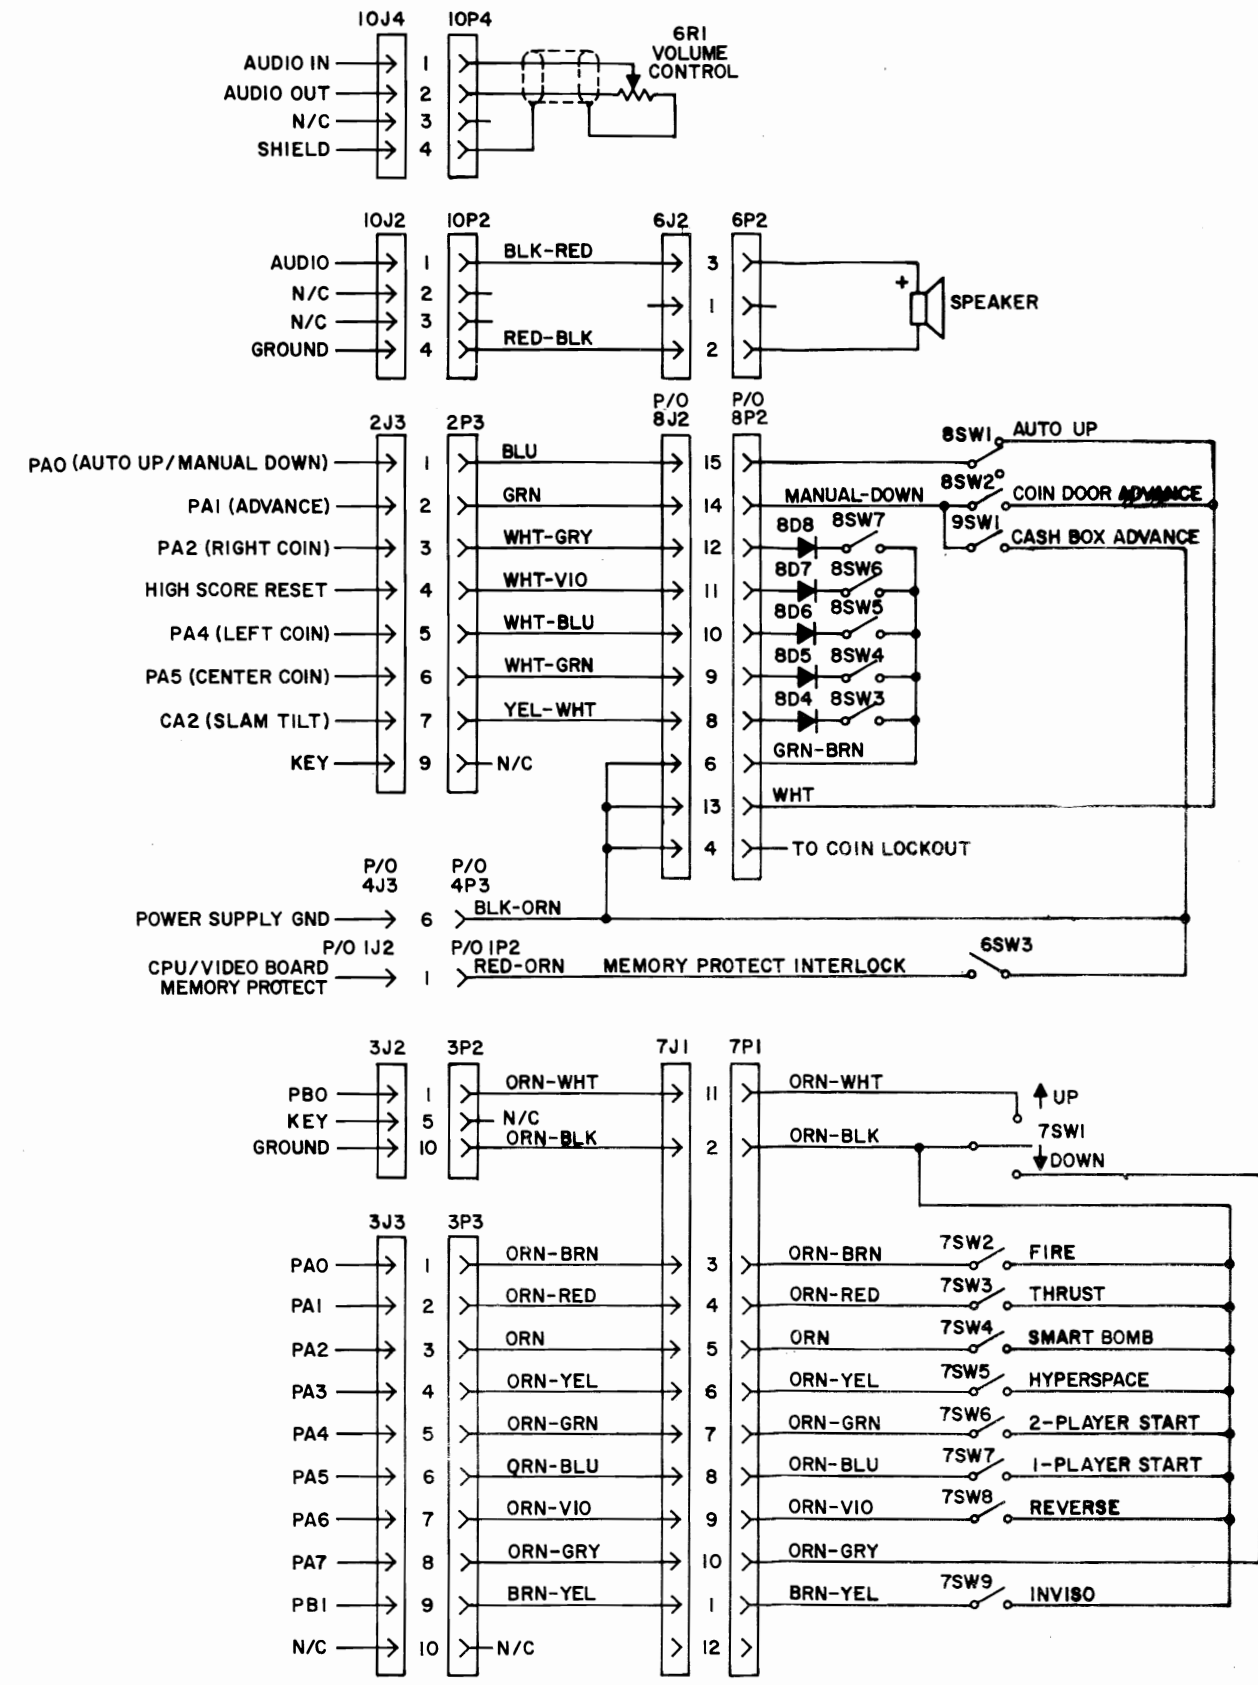 10J4 10P4
6R1
VOLUME
CONTROL
AUDIO IN 1
AUDIO OUT 2
N/C 3
SHIELD 4
10J2 10P2 6J2 6P2
AUDIO 1 BLK-RED 3
N/C 2 1
N/C 3
GROUND 4 RED-BLK 2
+ SPEAKER
P/O P/O
2J3 2P3 8J2 8P2
PA0 (AUTO UP/MANUAL DOWN) 1 BLU 15 8SW1 AUTO UP
PA1 (ADVANCE) 2 GRN 14 MANUAL-DOWN 8SW2 COIN DOOR ADVANCE
9SW1 CASH BOX ADVANCE
PA2 (RIGHT COIN) 3 WHT-GRY 12 8D8 8SW7
HIGH SCORE RESET 4 WHT-VIO 11 8D7 8SW6
PA4 (LEFT COIN) 5 WHT-BLU 10 8D6 8SW5
PA5 (CENTER COIN) 6 WHT-GRN 9 8D5 8SW4
CA2 (SLAM TILT) 7 YEL-WHT 8 8D4 8SW3
KEY 9 N/C 6 GRN-BRN
13 WHT
4 TO COIN LOCKOUT
P/O P/O
4J3 4P3
POWER SUPPLY GND 6 BLK-ORN
P/O 1J2 P/O 1P2
CPU/VIDEO BOARD
MEMORY PROTECT 1 RED-ORN MEMORY PROTECT INTERLOCK 6SW3
3J2 3P2 7J1 7P1
PB0 1 ORN-WHT 11 ORN-WHT UP
KEY 5 N/C
GROUND 10 ORN-BLK 2 ORN-BLK 7SW1
DOWN
3J3 3P3
PA0 1 ORN-BRN 3 ORN-BRN 7SW2 FIRE
PA1 2 ORN-RED 4 ORN-RED 7SW3 THRUST
PA2 3 ORN 5 ORN 7SW4 SMART BOMB
PA3 4 ORN-YEL 6 ORN-YEL 7SW5 HYPERSPACE
PA4 5 ORN-GRN 7 ORN-GRN 7SW6 2-PLAYER START
PA5 6 ORN-BLU 8 ORN-BLU 7SW7 1-PLAYER START
PA6 7 ORN-VIO 9 ORN-VIO 7SW8 REVERSE
PA7 8 ORN-GRY 10 ORN-GRY
PB1 9 BRN-YEL 1 BRN-YEL 7SW9 INVISO
N/C 10 N/C 12